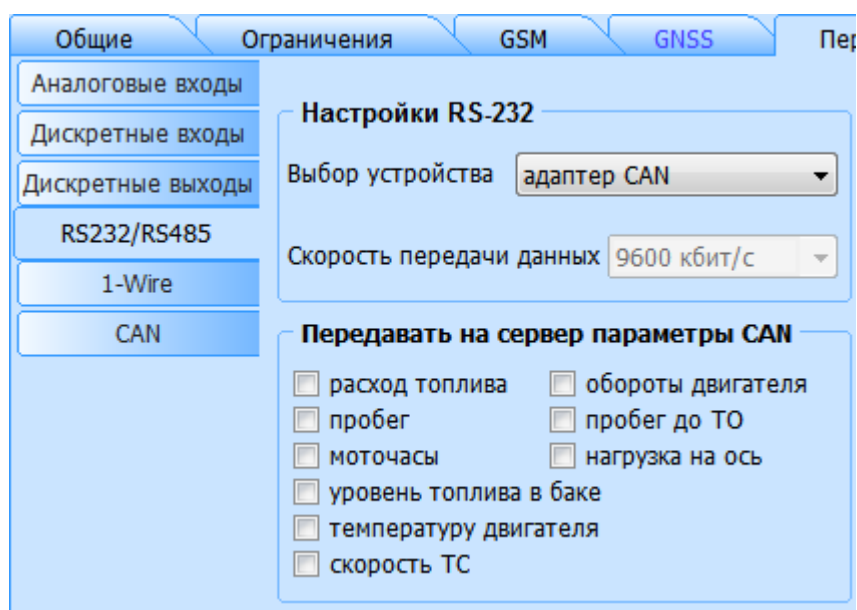 Общие Ограничения GSM GNSS Пер
Аналоговые входы
Дискретные входы
Дискретные выходы
RS232/RS485
1-Wire
CAN
Настройки RS-232
Выбор устройства адаптер CAN
Скорость передачи данных 9600 кбит/с
Передавать на сервер параметры CAN
расход топлива обороты двигателя
пробег пробег до ТО
моточасы нагрузка на ось
уровень топлива в баке
температуру двигателя
скорость ТС